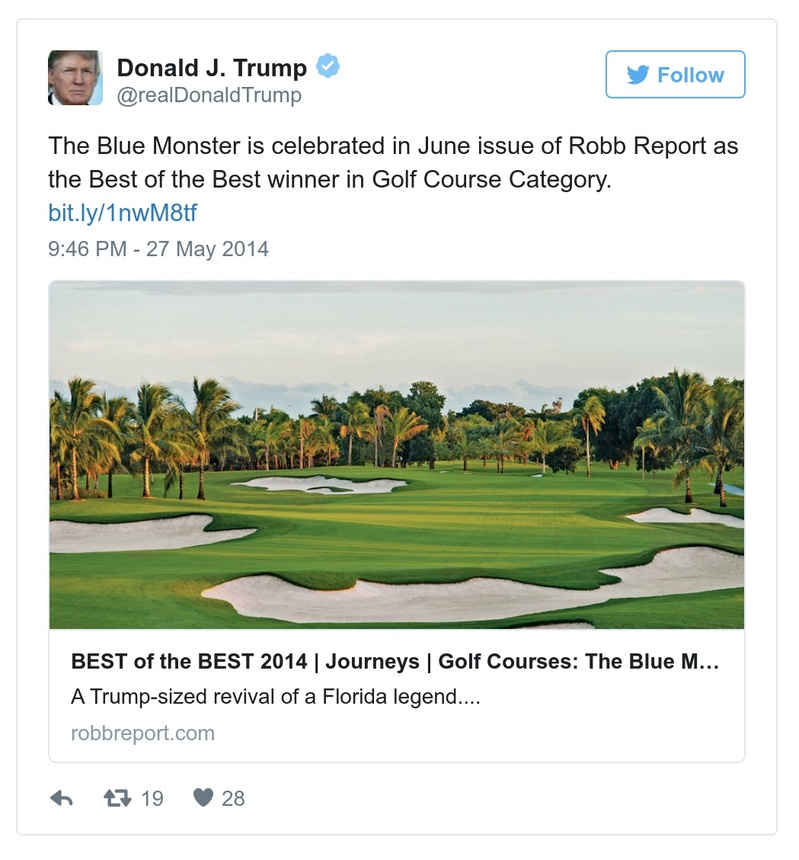 Donald J. Trump
@realDonaldTrump
Follow
The Blue Monster is celebrated in June issue of Robb Report as
the Best of the Best winner in Golf Course Category.
bit.ly/1nwM8tf
9:46 PM - 27 May 2014
BEST of the BEST 2014 | Journeys | Golf Courses: The Blue M...
A Trump-sized revival of a Florida legend....
robbreport.com
19 28